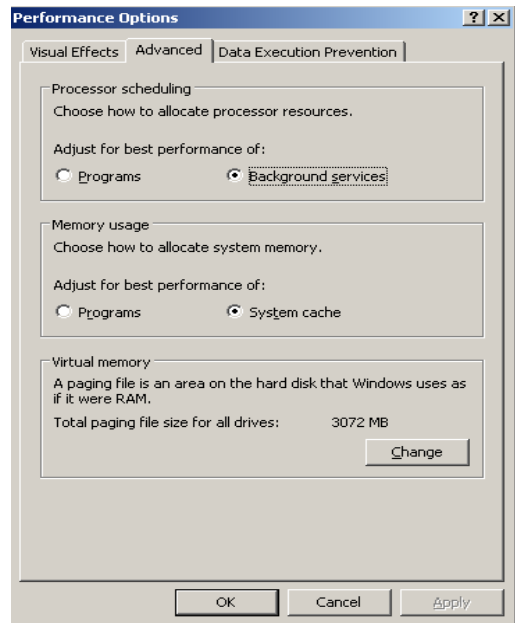 Performance Options
Visual Effects Advanced Data Execution Prevention
Processor scheduling
Choose how to allocate processor resources.
Adjust for best performance of:
Programs Background services
Memory usage
Choose how to allocate system memory.
Adjust for best performance of:
Programs System cache
Virtual memory
A paging file is an area on the hard disk that Windows uses as
if it were RAM.
Total paging file size for all drives: 3072 MB
Change
OK Cancel Apply